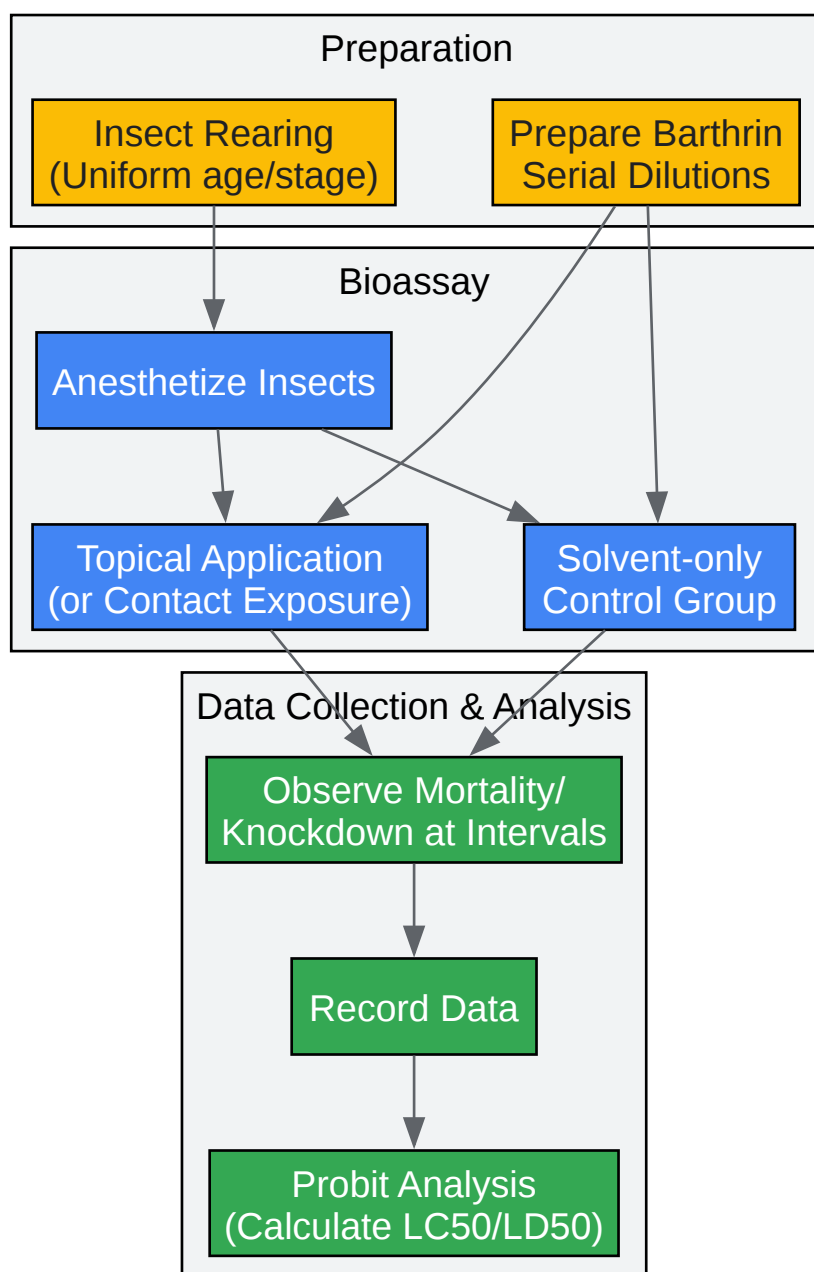 Preparation
Insect Rearing
(Uniform age/stage)
Prepare Barthrin
Serial Dilutions
Bioassay
Anesthetize Insects
Topical Application
(or Contact Exposure)
Solvent-only
Control Group
Data Collection & Analysis
Observe Mortality/
Knockdown at Intervals
Record Data
Probit Analysis
(Calculate LC50/LD50)